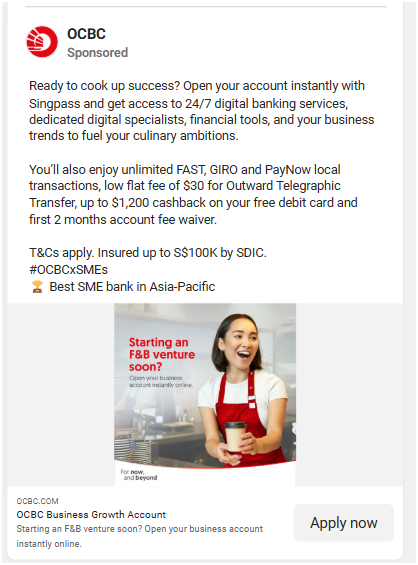 OCBC
Sponsored
Ready to cook up success? Open your account instantly with
Singpass and get access to 24/7 digital banking services,
dedicated digital specialists, financial tools, and your business
trends to fuel your culinary ambitions.
You'll also enjoy unlimited FAST, GIRO and PayNow local
transactions, low flat fee of $30 for Outward Telegraphic
Transfer, up to $1,200 cashback on your free debit card and
first 2 months account fee waiver.
T&Cs apply. Insured up to S$100K by SDIC.
#OCBCxSMEs
🏆 Best SME bank in Asia-Pacific
Starting an
F&B venture
soon?
Open your business
account instantly online.
For now,
and beyond
OCBC.COM
OCBC Business Growth Account
Starting an F&B venture soon? Open your business account
instantly online.
Apply now